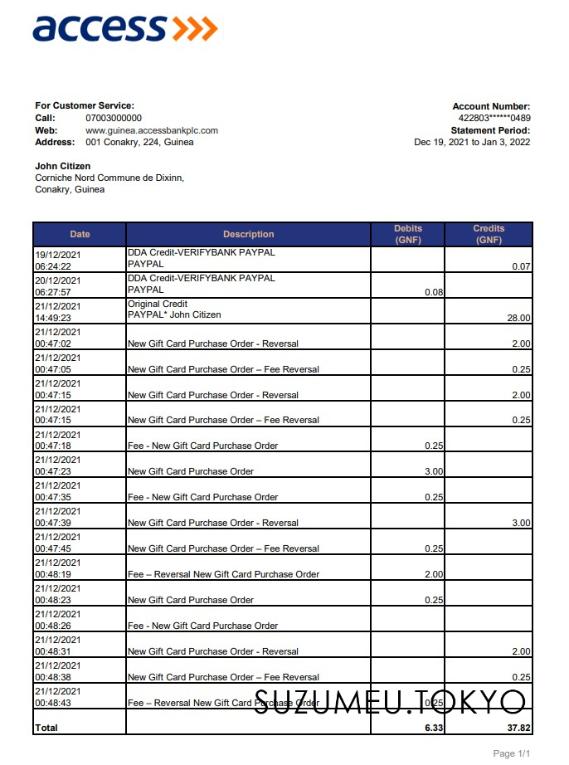 access
For Customer Service:
Call: 07003000000
Web: www.guinea.accessbankplc.com
Address: 001 Conakry, 224, Guinea
Account Number:
422803******0489
Statement Period:
Dec 19, 2021 to Jan 3, 2022
John Citizen
Corniche Nord Commune de Dixinn,
Conakry, Guinea
Date Description Debits (GNF) Credits (GNF)
19/12/2021 DDA Credit-VERIFYBANK PAYPAL
06:24:22 PAYPAL 0.07
20/12/2021 DDA Credit-VERIFYBANK PAYPAL
06:27:57 PAYPAL 0.08
21/12/2021 Original Credit
14:49:23 PAYPAL* John Citizen 28.00
21/12/2021
00:47:02 New Gift Card Purchase Order - Reversal 2.00
21/12/2021
00:47:05 New Gift Card Purchase Order - Fee Reversal 0.25
21/12/2021
00:47:15 New Gift Card Purchase Order - Reversal 2.00
21/12/2021
00:47:15 New Gift Card Purchase Order – Fee Reversal 0.25
21/12/2021
00:47:18 Fee - New Gift Card Purchase Order 0.25
21/12/2021
00:47:23 New Gift Card Purchase Order 3.00
21/12/2021
00:47:35 Fee - New Gift Card Purchase Order 0.25
21/12/2021
00:47:39 New Gift Card Purchase Order - Reversal 3.00
21/12/2021
00:47:45 New Gift Card Purchase Order – Fee Reversal 0.25
21/12/2021
00:48:19 Fee – Reversal New Gift Card Purchase Order 2.00
21/12/2021
00:48:23 New Gift Card Purchase Order 0.25
21/12/2021
00:48:26 Fee - New Gift Card Purchase Order
21/12/2021
00:48:31 New Gift Card Purchase Order - Reversal 2.00
21/12/2021
00:48:38 New Gift Card Purchase Order – Fee Reversal 0.25
21/12/2021
00:48:43 Fee – Reversal New Gift Card Purchase Order 0.25
SUZUMEU.TOKYO
Total 6.33 37.82
Page 1/1